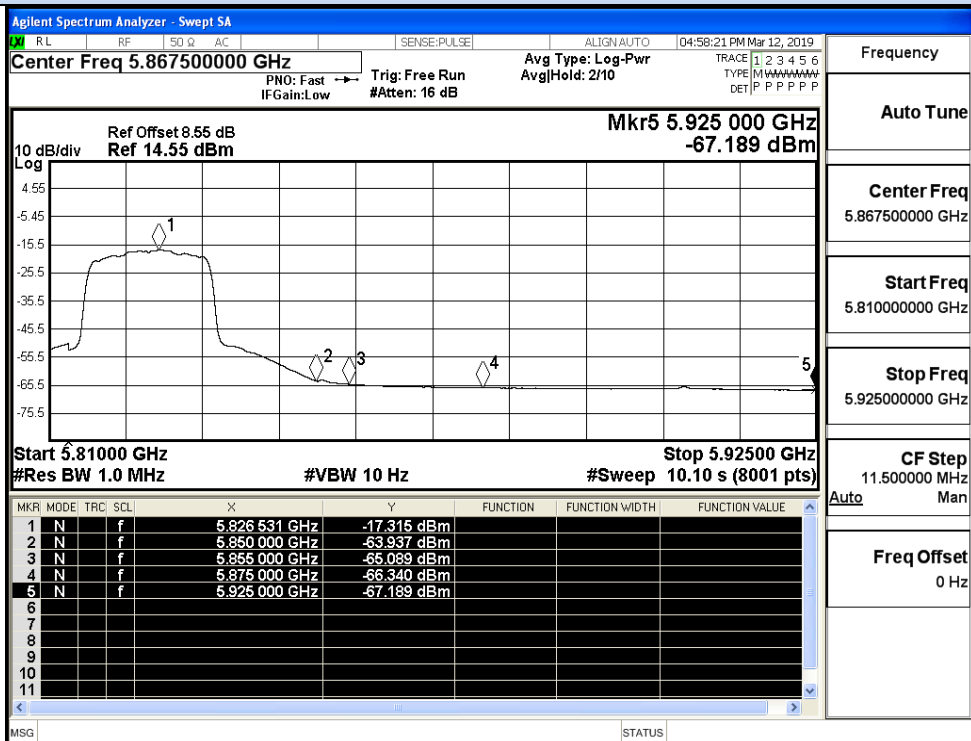 Agilent Spectrum Analyzer - Swept SA
LXI RL RF 50 Ω AC SENSE:PULSE ALIGN AUTO 04:58:21 PM Mar 12, 2019
Center Freq 5.867500000 GHz
PNO: Fast
IFGain:Low
Trig: Free Run
#Atten: 16 dB
Avg Type: Log-Pwr
Avg|Hold: 2/10
TRACE 1 2 3 4 5 6
TYPE M WWWWW
DET P P P P P P
Mkr5 5.925 000 GHz
-67.189 dBm
Ref Offset 8.55 dB
10 dB/div Ref 14.55 dBm
Log
4.55
-5.45
-15.5
-25.5
-35.5
-45.5
-55.5
-65.5
-75.5
1
2
3
4
5
Start 5.81000 GHz Stop 5.92500 GHz
#Res BW 1.0 MHz #VBW 10 Hz #Sweep 10.10 s (8001 pts)
MKR MODE TRC SCL X Y FUNCTION FUNCTION WIDTH FUNCTION VALUE
1 N f 5.826 531 GHz -17.315 dBm
2 N f 5.850 000 GHz -63.937 dBm
3 N f 5.855 000 GHz -65.089 dBm
4 N f 5.875 000 GHz -66.340 dBm
5 N f 5.925 000 GHz -67.189 dBm
6
7
8
9
10
11
MSG STATUS
Frequency
Auto Tune
Center Freq
5.867500000 GHz
Start Freq
5.810000000 GHz
Stop Freq
5.925000000 GHz
CF Step
11.500000 MHz
Auto Man
Freq Offset
0 Hz